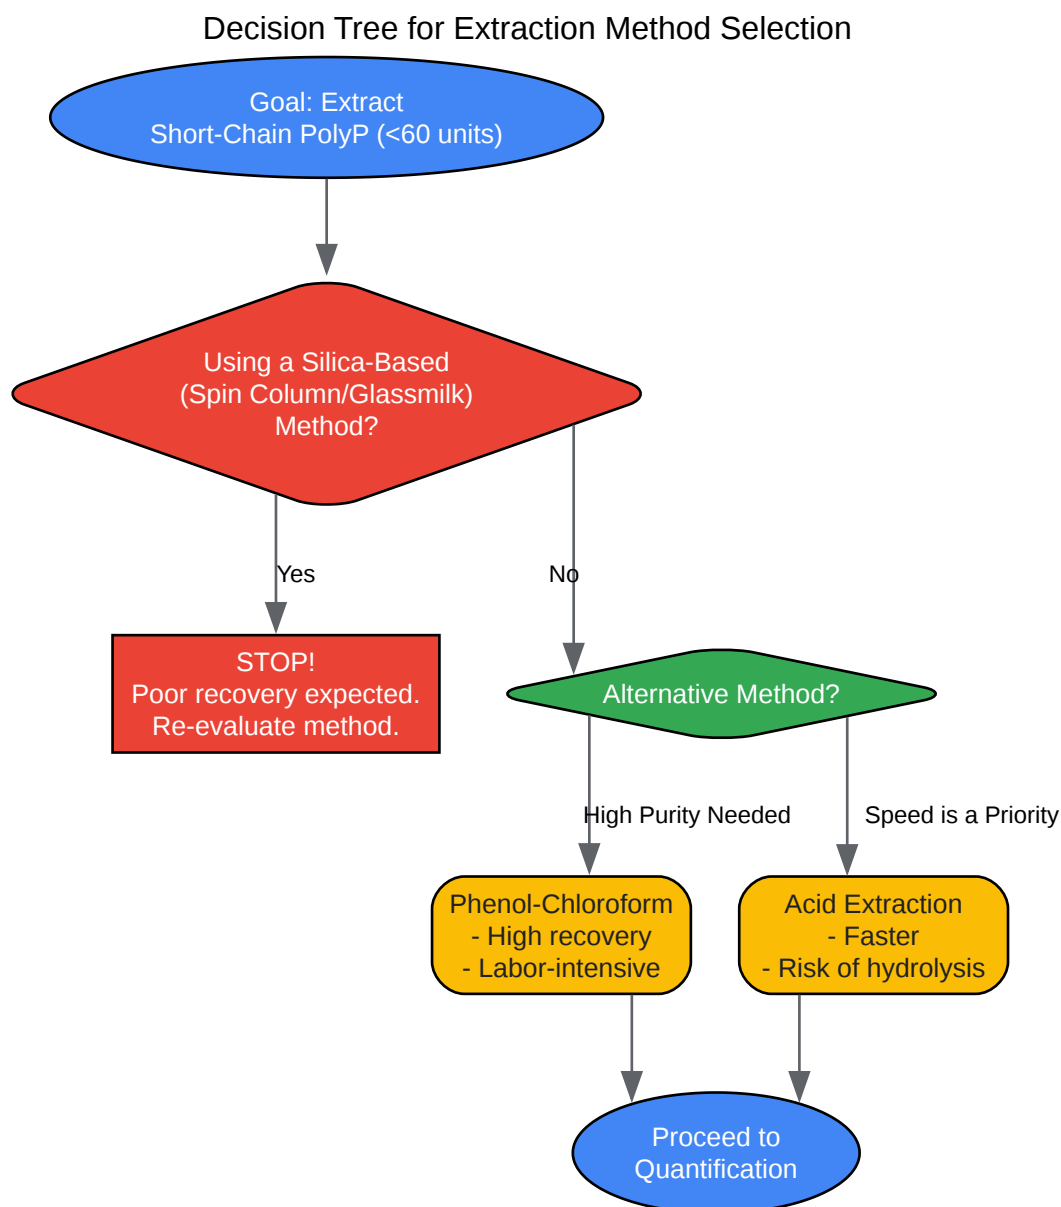 Decision Tree for Extraction Method Selection
Goal: Extract
Short-Chain PolyP (<60 units)
Using a Silica-Based
(Spin Column/Glassmilk)
Method?
Yes
No
STOP!
Poor recovery expected.
Re-evaluate method.
Alternative Method?
High Purity Needed
Speed is a Priority
Phenol-Chloroform
- High recovery
- Labor-intensive
Acid Extraction
- Faster
- Risk of hydrolysis
Proceed to
Quantification